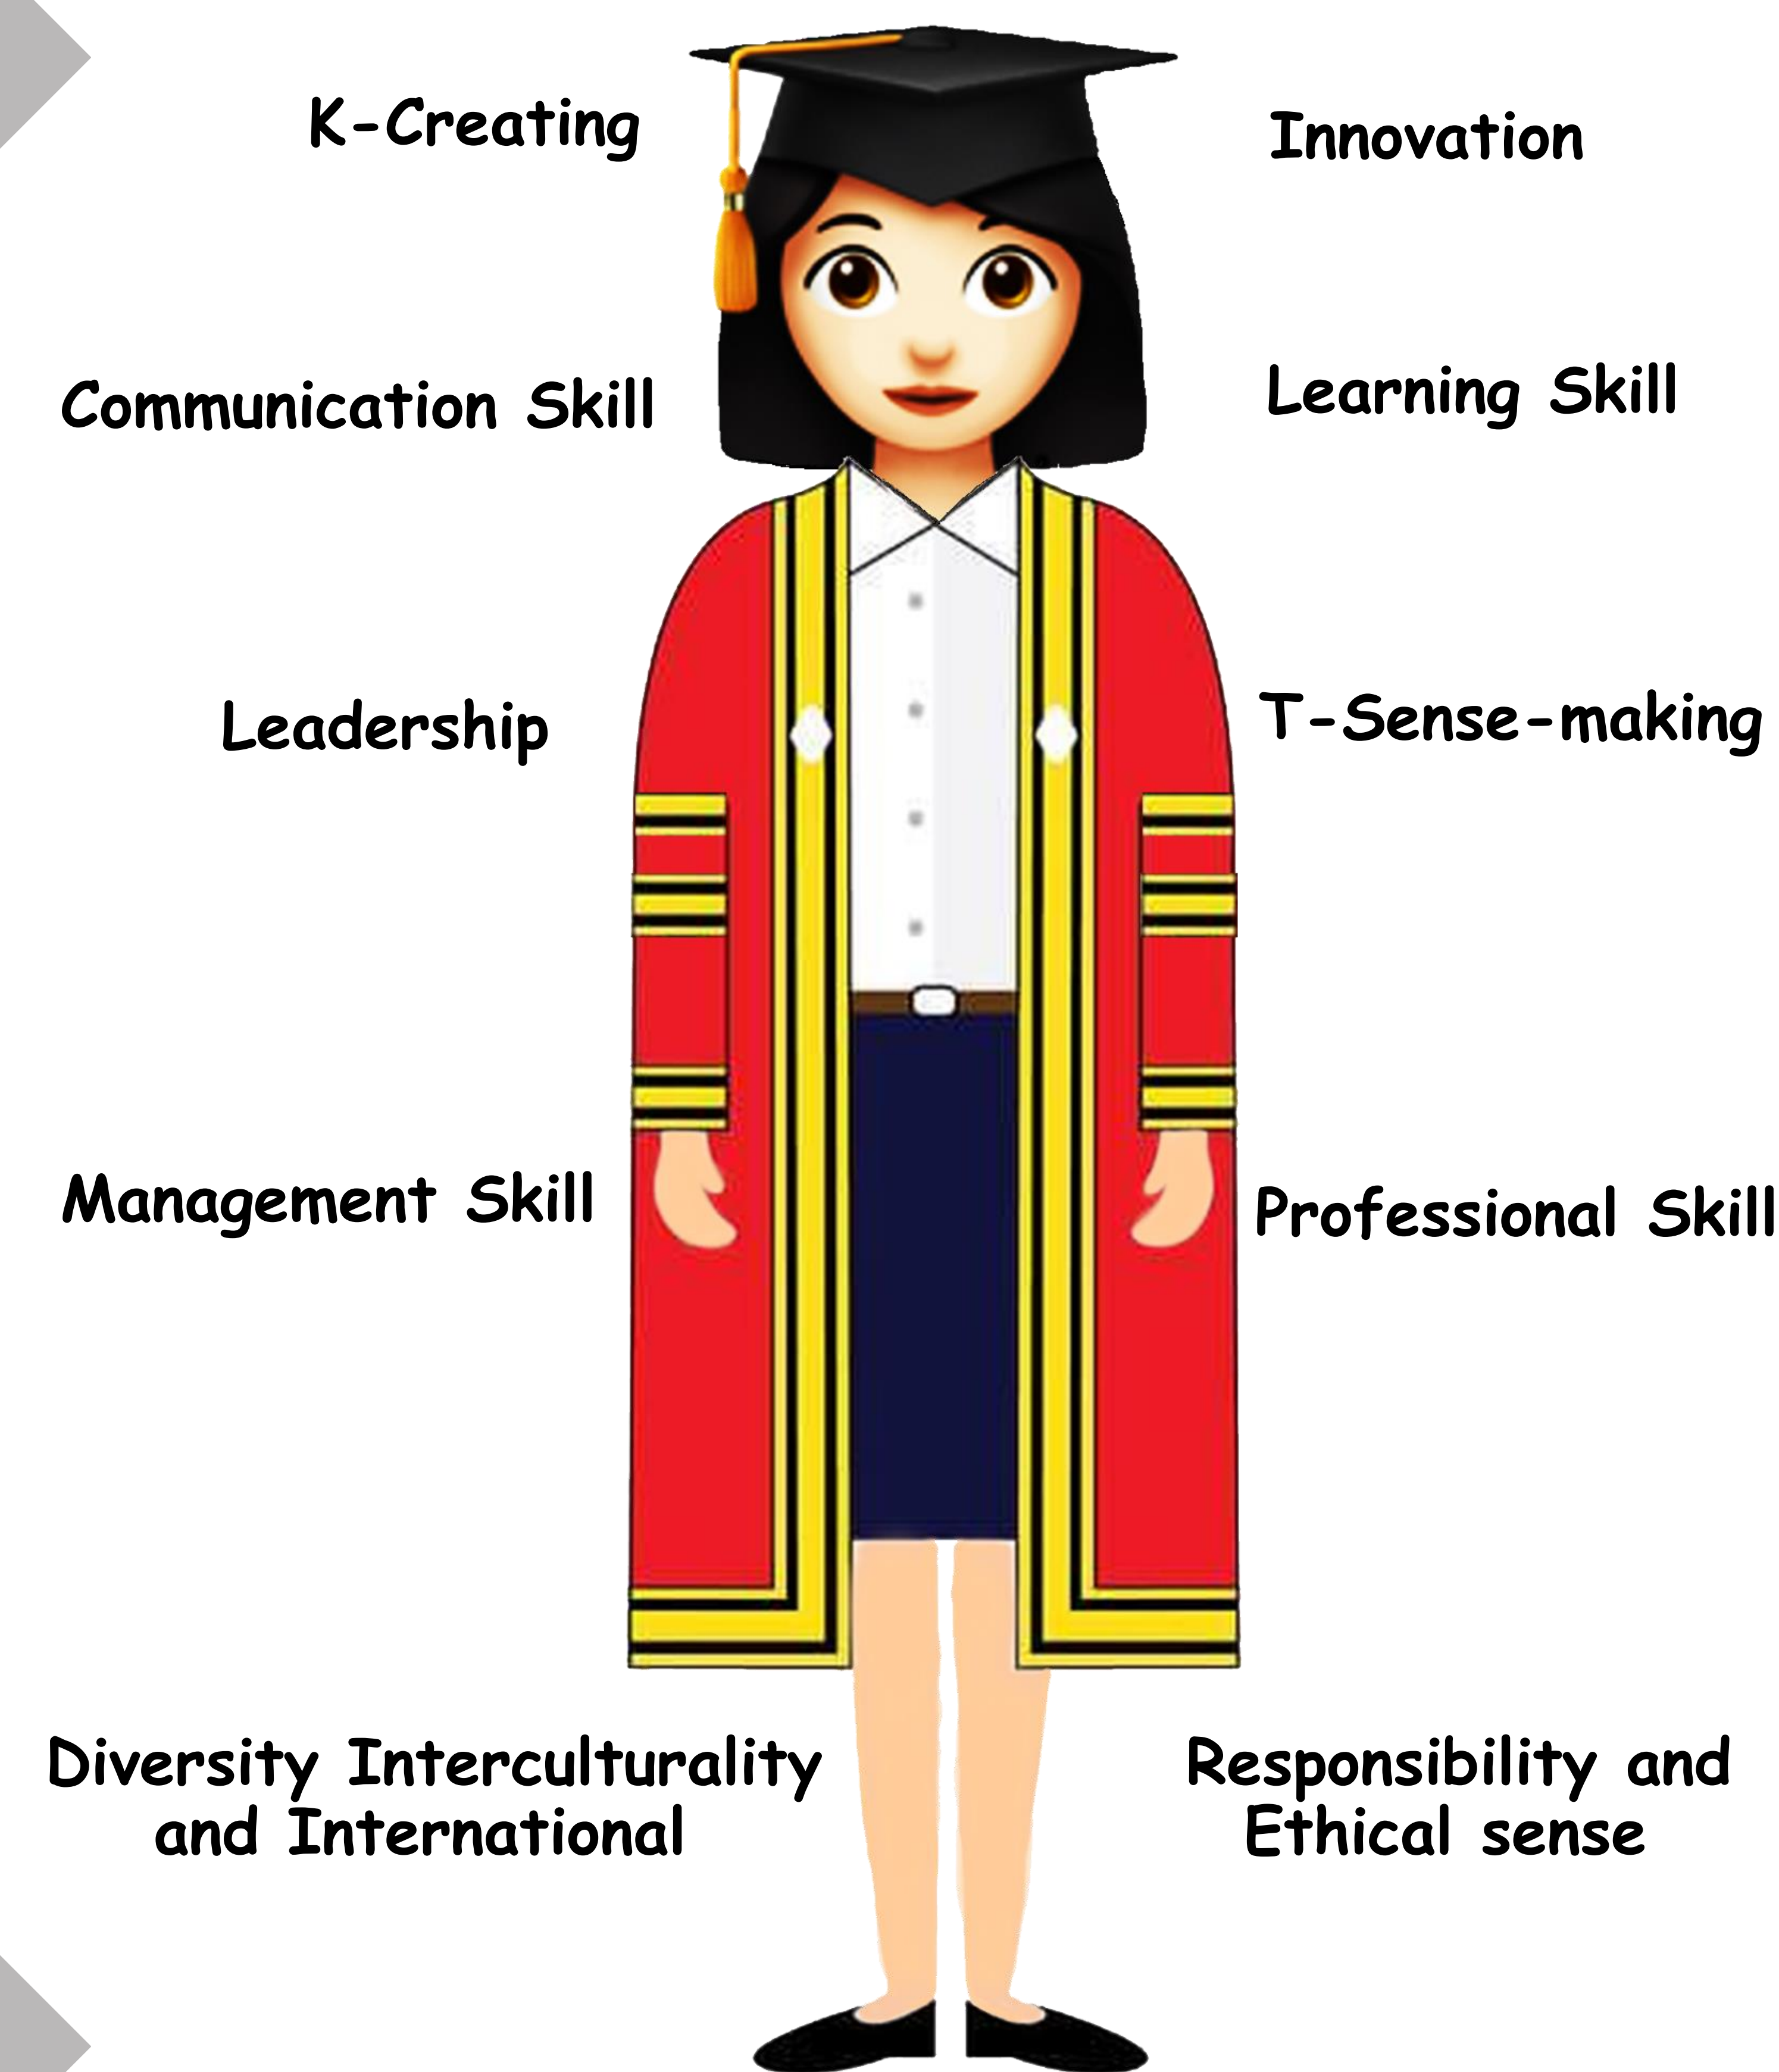 K-Creating
Innovation
Communication Skill
Learning Skill
Leadership
T-Sense-making
Management Skill
Professional Skill
Diversity Interculturality
and International
Responsibility and
Ethical sense